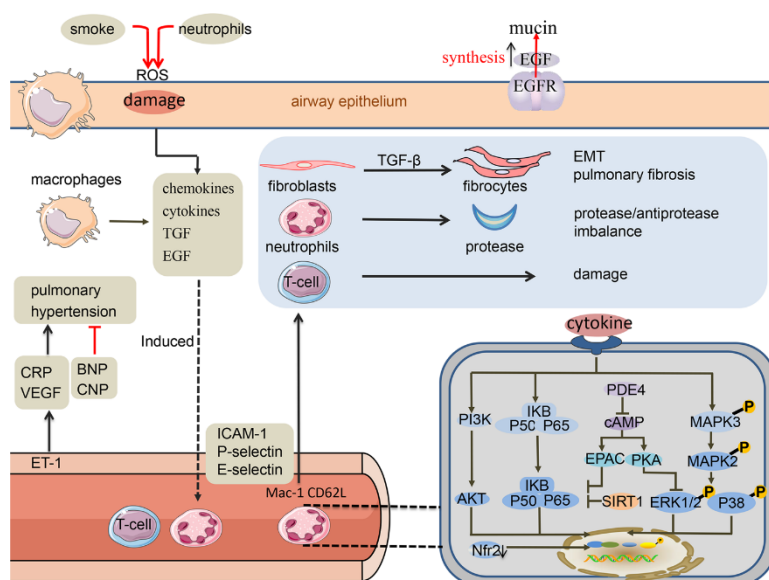 smoke
neutrophils
ROS
damage
airway epithelium
mucin
synthesis
EGF
EGFR
macrophages
chemokines
cytokines
TGF
EGF
fibroblasts
TGF-β
fibrocytes
EMT
pulmonary fibrosis
neutrophils
protease
protease/antiprotease
imbalance
T-cell
damage
pulmonary
hypertension
Induced
CRP
VEGF
BNP
CNP
ET-1
ICAM-1
P-selectin
E-selectin
Mac-1 CD62L
T-cell
cytokine
PI3K
IKB
P50 P65
PDE4
cAMP
MAPK3
P
EPAC
PKA
MAPK2
P
AKT
IKB
P50 P65
SIRT1
ERK1/2
P
P38
P
Nfr2